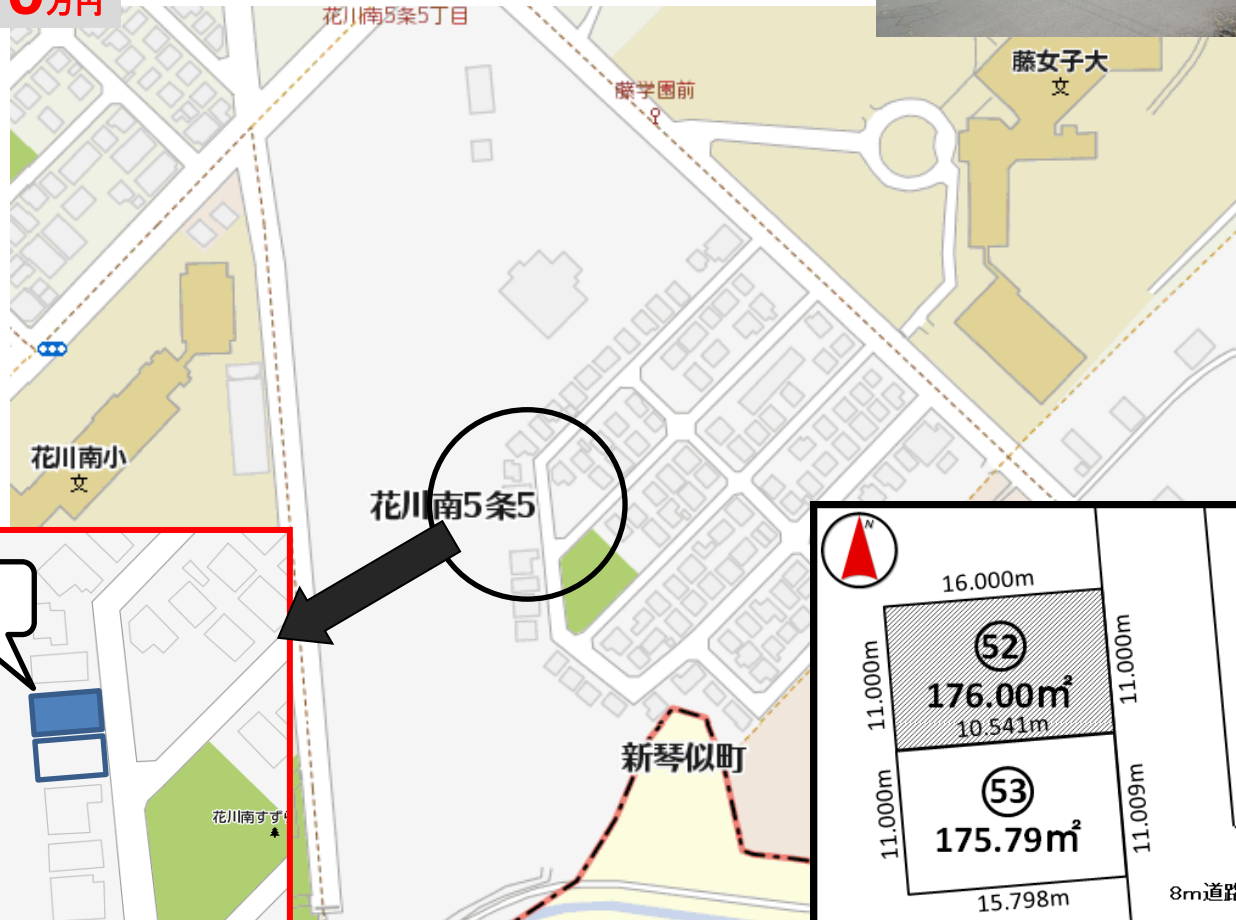 万円
花川南5条5丁目
藤女子大
文
藤学園前
花川南小
文
花川南5条5
新琴似町
花川南すず
N
16.000m
11.000m
52
176.00㎡
10.541m
11.000m
11.000m
53
175.79㎡
11.009m
15.798m
8m道路